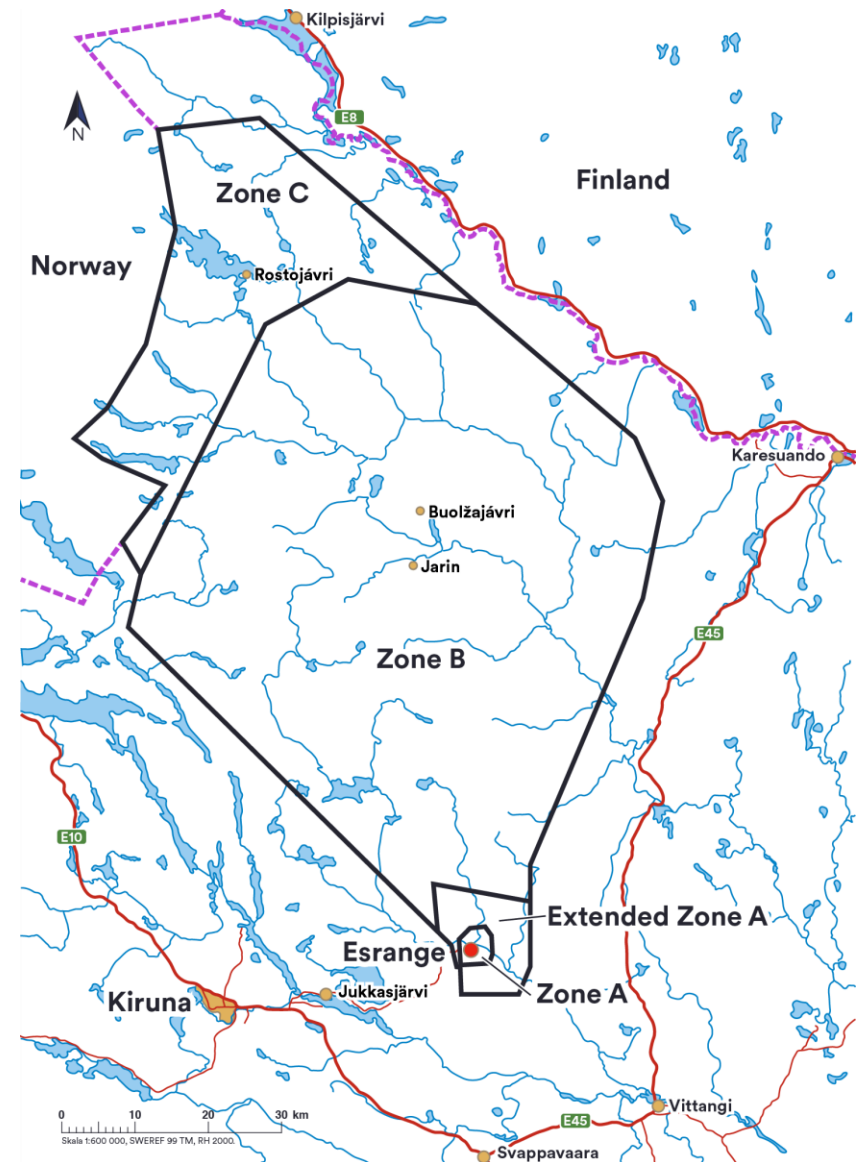 Kilpisjärvi
E8
N
Zone C
Finland
Norway
Rostojávri
Karesuando
Buolžajávri
Jarin
E45
Zone B
E10
Extended Zone A
Esrange
Zone A
Kiruna
Jukkasjärvi
0 10 20 30 km
Skala 1:600 000, SWEREF 99 TM, RH 2000.
Vittangi
E45
Svappavaara